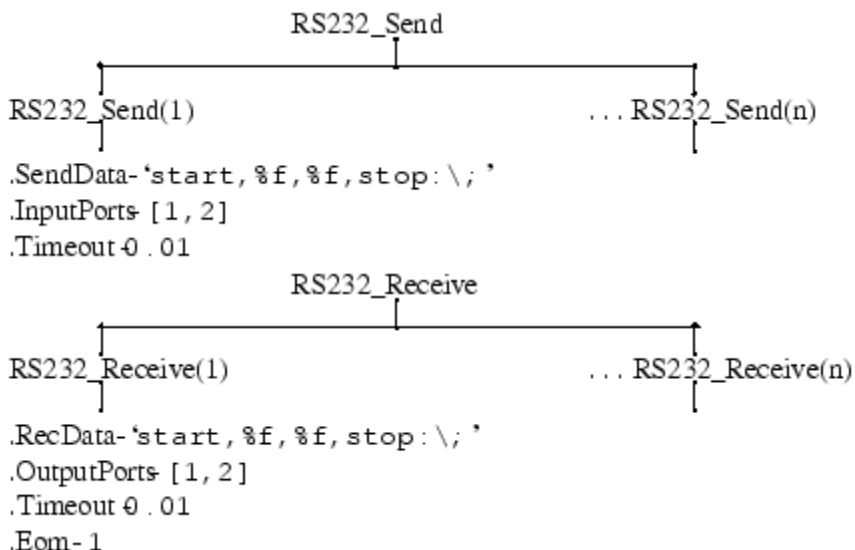 RS232_Send
RS232_Send(1) ... RS232_Send(n)
.SendData-‘start,%f,%f,stop:\;’
.InputPorts-[1,2]
.Timeout-0.01
RS232_Receive
RS232_Receive(1) ... RS232_Receive(n)
.RecData-‘start,%f,%f,stop:\;’
.OutputPorts-[1,2]
.Timeout-0.01
.Eom-1